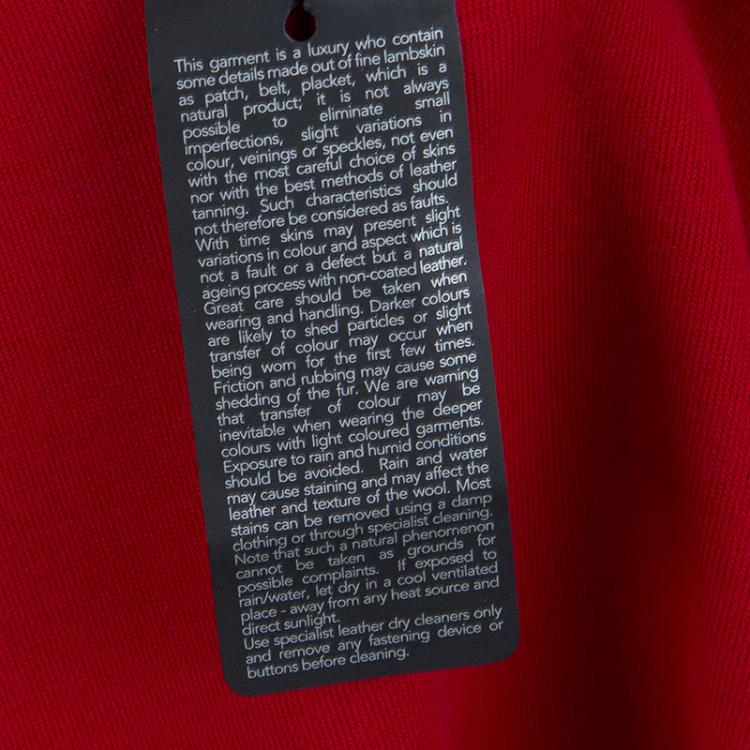 This garment is a luxury who contain
some details made out of fine lambskin
as patch, belt, placket, which is a
natural product; it is not always
possible to eliminate small
imperfections, slight variations in
colour, veinings or speckles, not even
with the most careful choice of skins
nor with the best methods of leather
tanning. Such characteristics should
not therefore be considered as faults.
With time skins may present slight
variations in colour and aspect which is
not a fault or a defect but a natural
ageing process with non-coated leather.
Great care should be taken when
wearing and handling. Darker colours
are likely to shed particles or slight
transfer of colour may occur when
being worn for the first few times.
Friction and rubbing may cause some
shedding of the fur. We are warning
that transfer of colour may be
inevitable when wearing the deeper
colours with light coloured garments.
Exposure to rain and humid conditions
should be avoided. Rain and water
may cause staining and may affect the
leather and texture of the wool. Most
stains can be removed using a damp
clothing or through specialist cleaning.
Note that such a natural phenomenon
cannot be taken as grounds for
possible complaints. If exposed to
rain/water, let dry in a cool ventilated
place - away from any heat source and
direct sunlight.
Use specialist leather dry cleaners only
and remove any fastening device or
buttons before cleaning.